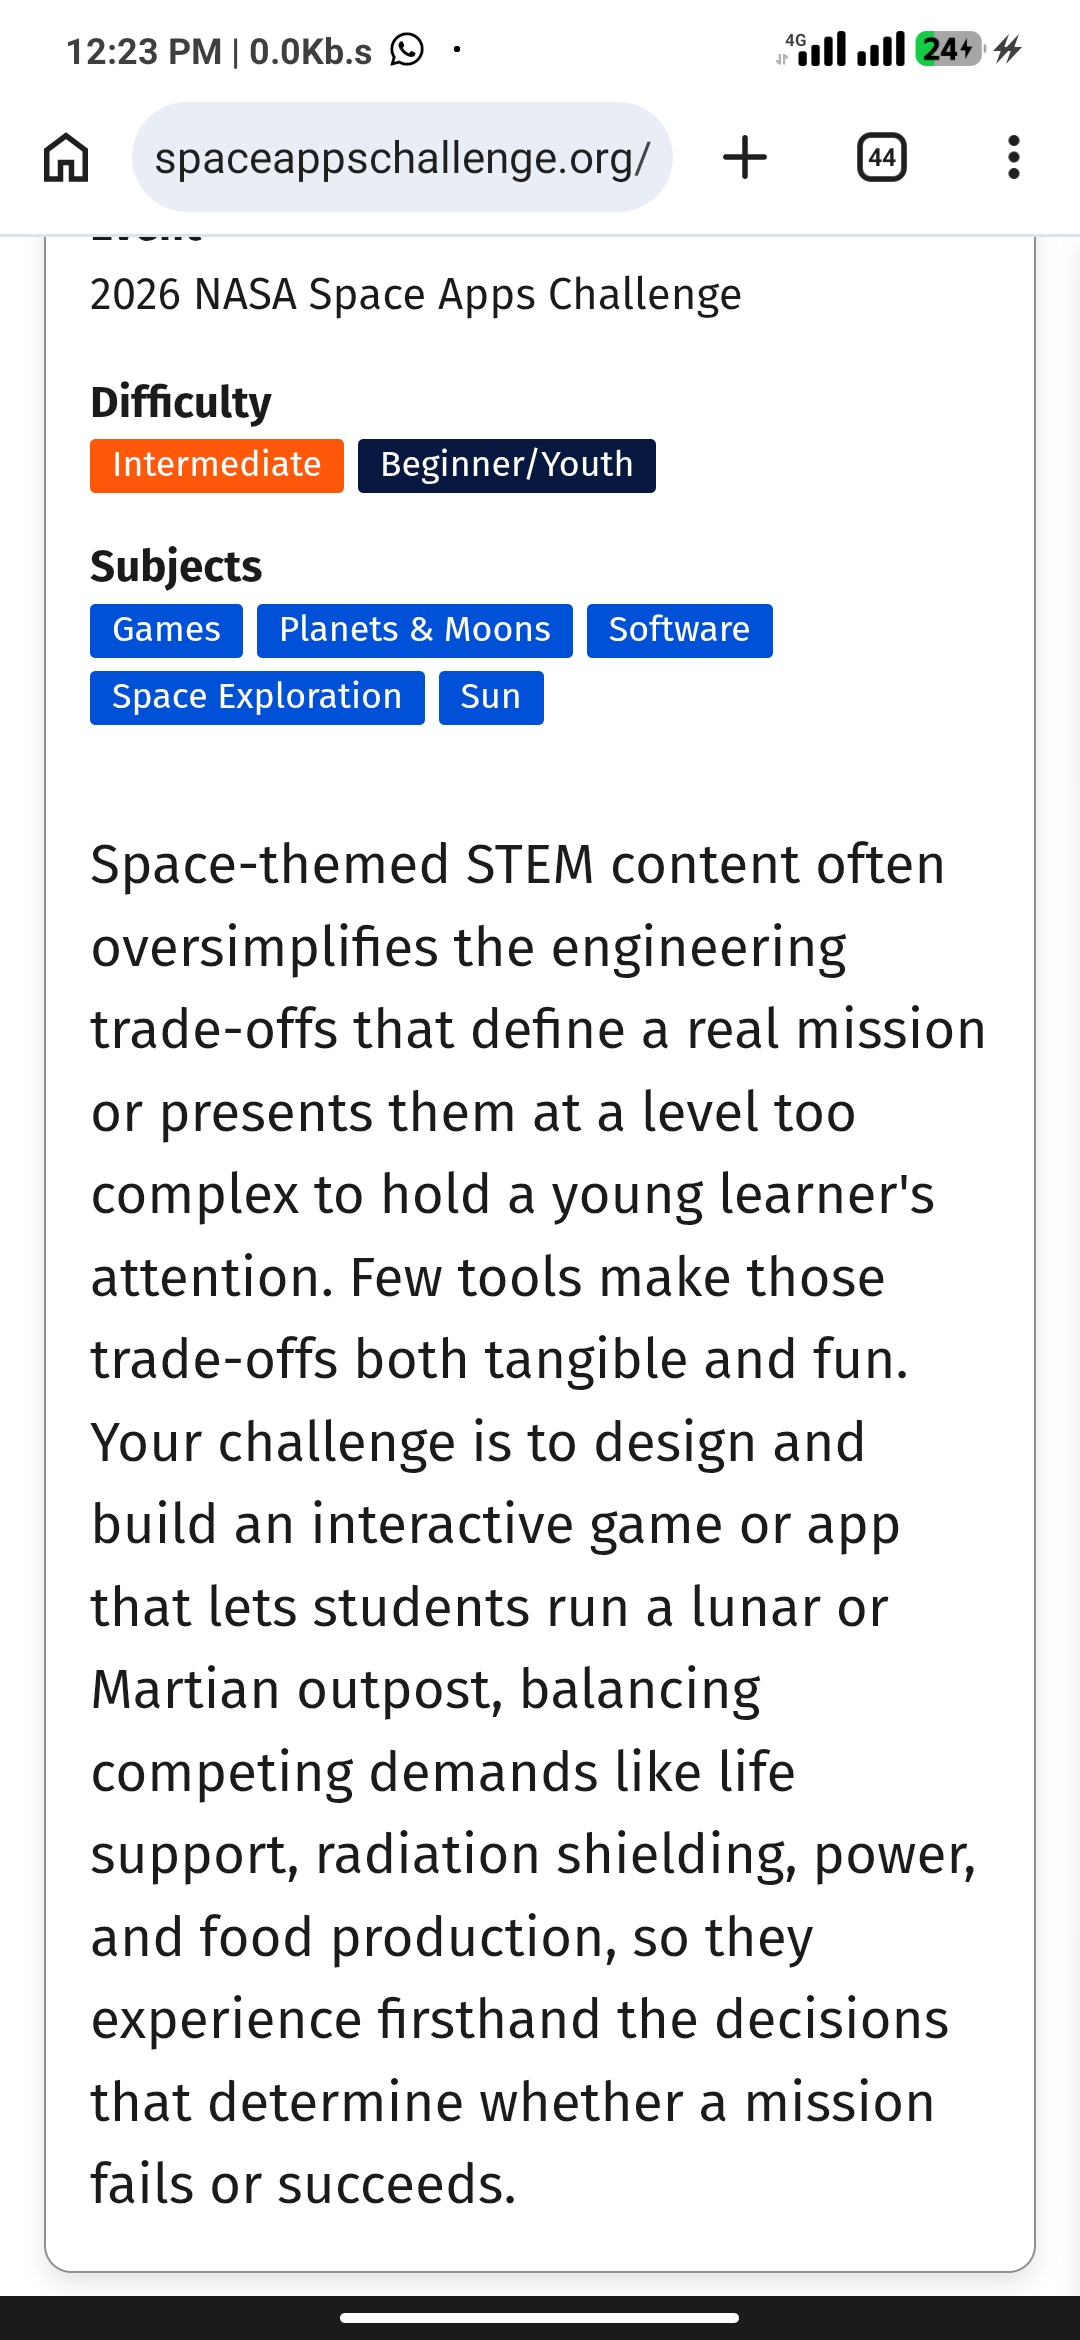 12:23 PM | 0.0Kb.s
4G
24
spaceappschallenge.org/
44
Event
2026 NASA Space Apps Challenge
Difficulty
Intermediate Beginner/Youth
Subjects
Games Planets & Moons Software
Space Exploration Sun
Space-themed STEM content often
oversimplifies the engineering
trade-offs that define a real mission
or presents them at a level too
complex to hold a young learner's
attention. Few tools make those
trade-offs both tangible and fun.
Your challenge is to design and
build an interactive game or app
that lets students run a lunar or
Martian outpost, balancing
competing demands like life
support, radiation shielding, power,
and food production, so they
experience firsthand the decisions
that determine whether a mission
fails or succeeds.